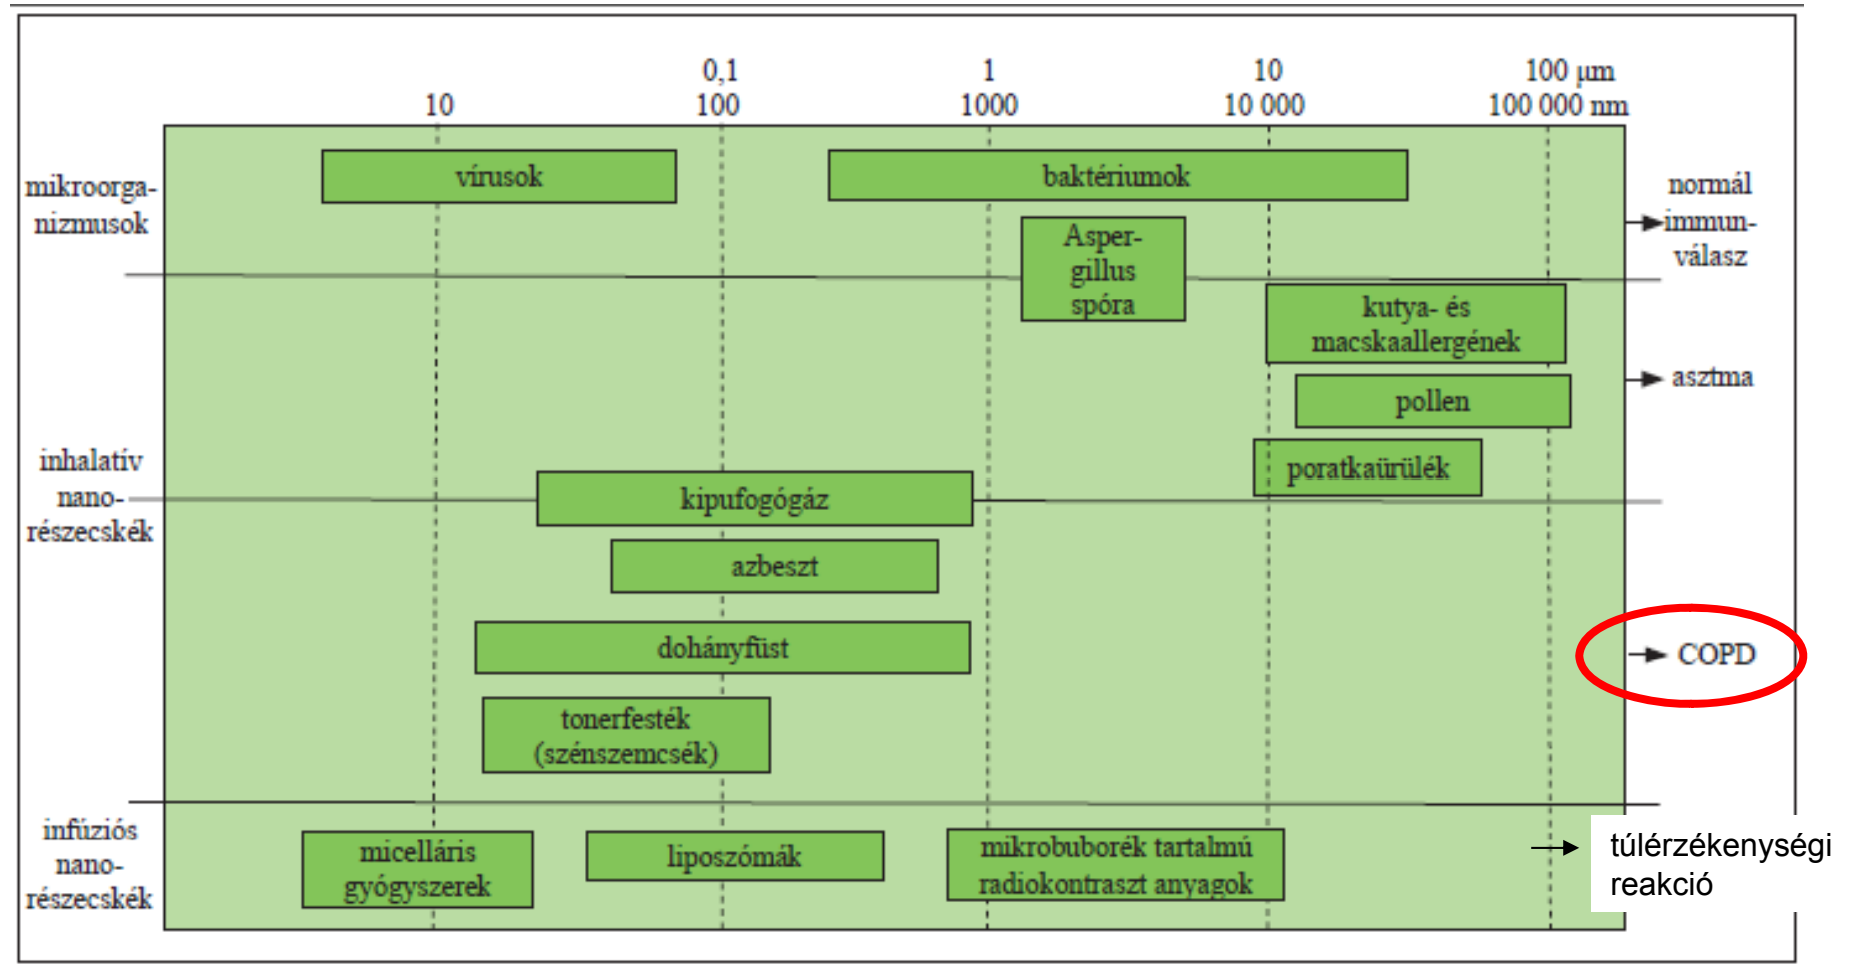 0,1 1 10 100 µm
10 100 1000 10 000 100 000 nm
mikroorga-
nizmusok
vírusok
baktériumok
normál
immun-
válasz
Asper-
gillus
spóra
kutya- és
macskaallergének
asztma
pollen
inhalatív
nano-
részecskék
poratkaürülék
kipufogógáz
azbeszt
dohányfüst
COPD
tonerfesték
(szénszemcsék)
infúziós
nano-
részecskék
micelláris
gyógyszerek
liposzómák
mikrobuborék tartalmú
radiokontraszt anyagok
túlérzékenységi
reakció